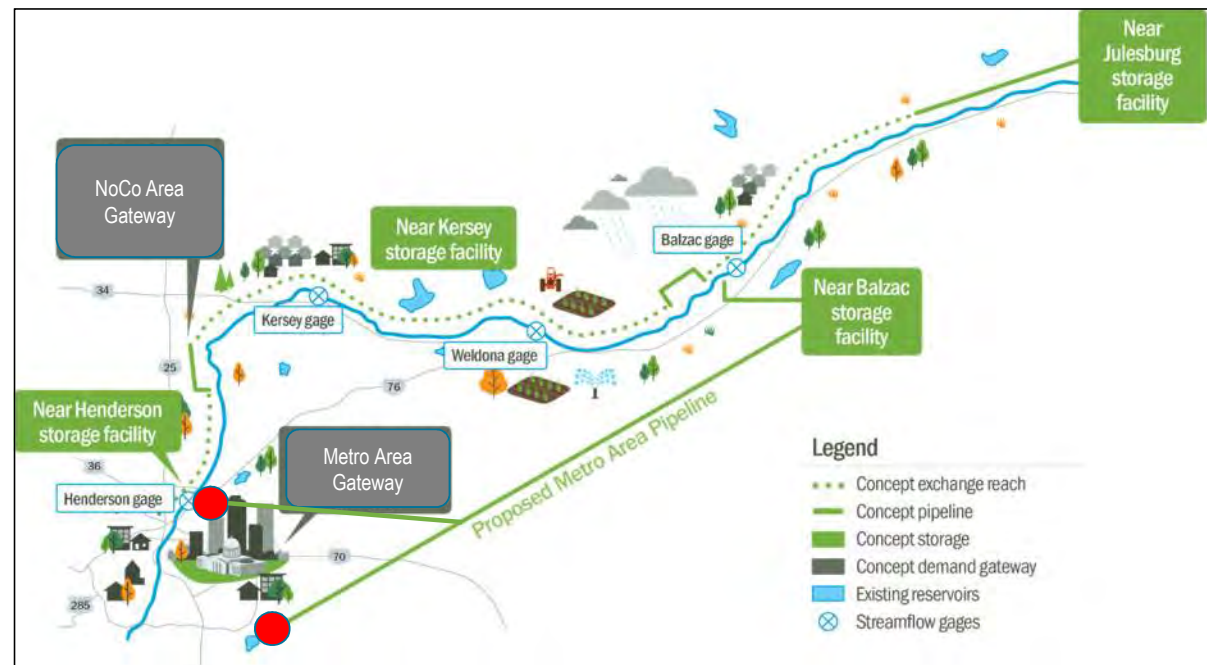 Near
Julesburg
storage
facility
NoCo Area
Gateway
Near Kersey
storage facility
Balzac gage
34
Kersey gage
Near Balzac
storage
facility
Weldona gage
25
76
Near Henderson
storage facility
Proposed Metro Area Pipeline
Metro Area
Gateway
36
Henderson gage
70
285
Legend
Concept exchange reach
Concept pipeline
Concept storage
Concept demand gateway
Existing reservoirs
Streamflow gages